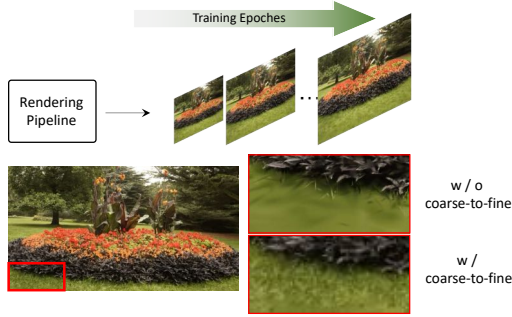 Training Epoches
Rendering
Pipeline
...
w / o
coarse-to-fine
w /
coarse-to-fine